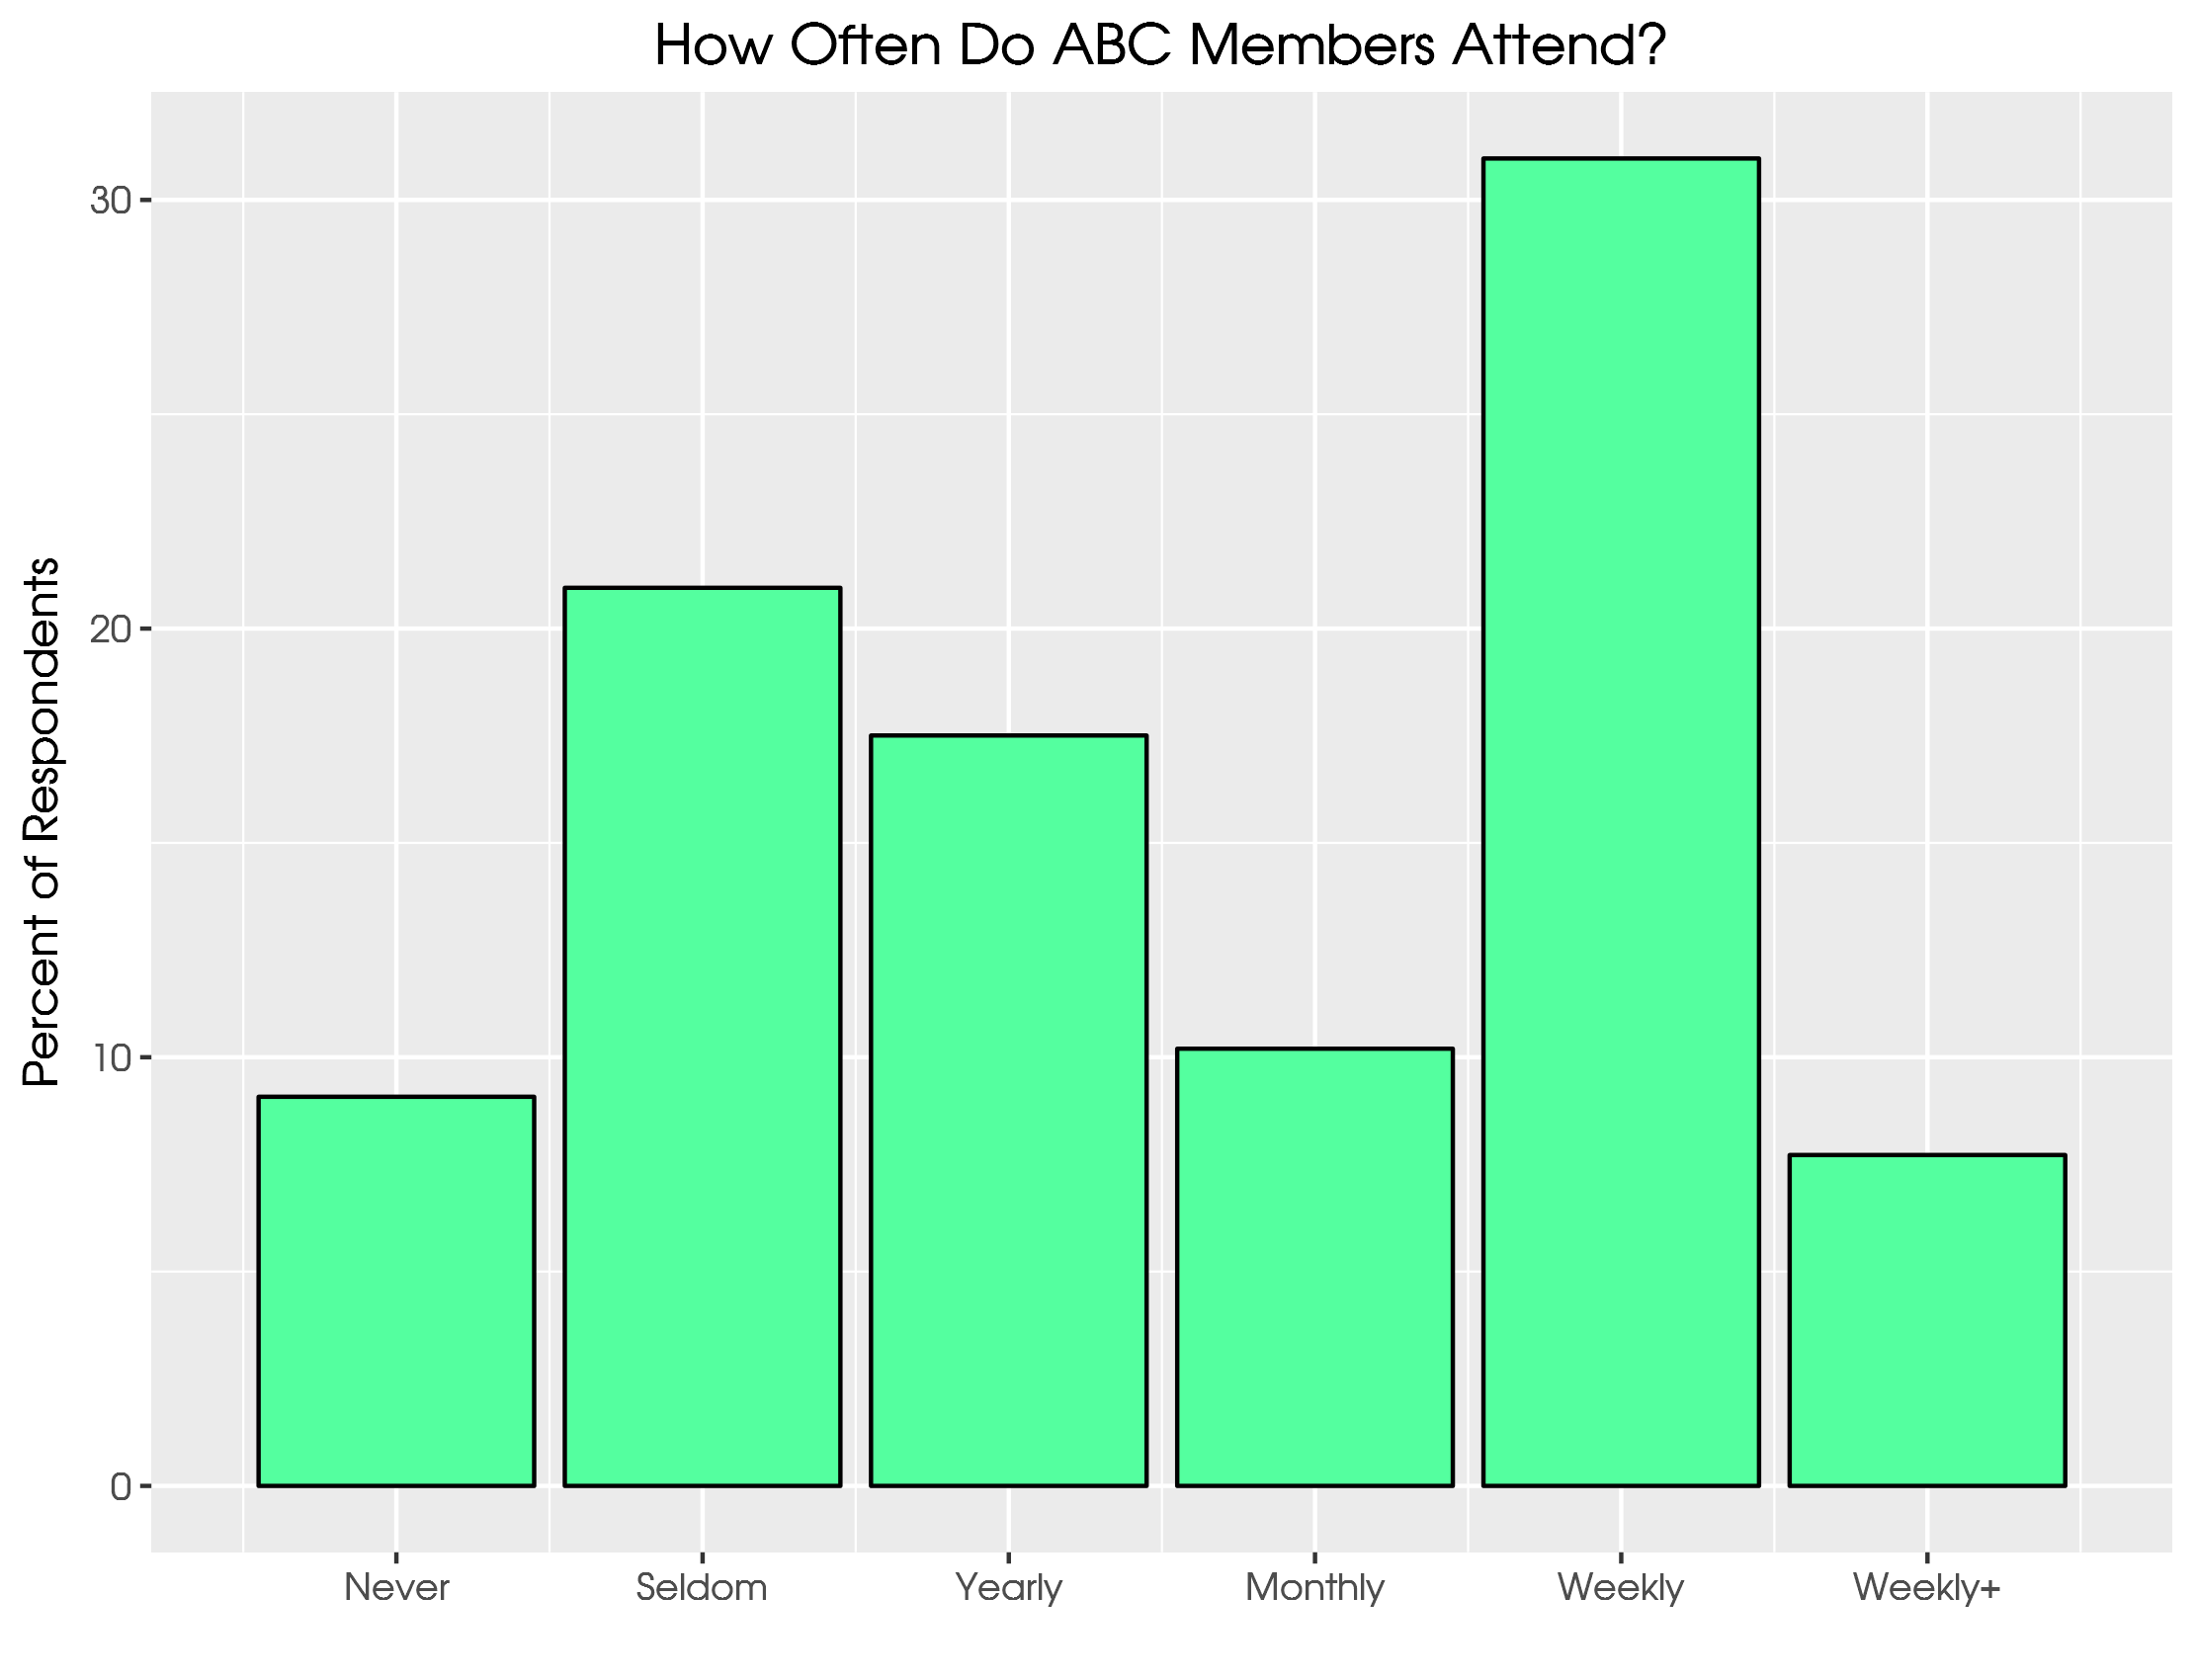 How Often Do ABC Members Attend?
Percent of Respondents
30
20
10
0
Never Seldom Yearly Monthly Weekly Weekly+